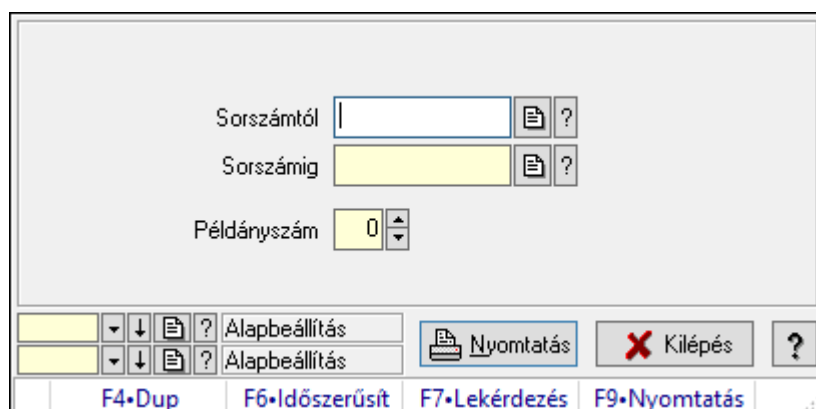 Sorszámtól ?
Sorszámig ?
Példányszám 0
? Alapbeállítás
? Alapbeállítás
Nyomtatás
Kilépés
?
F4•Dup F6•Időszerűsít F7•Lekérdezés F9•Nyomtatás